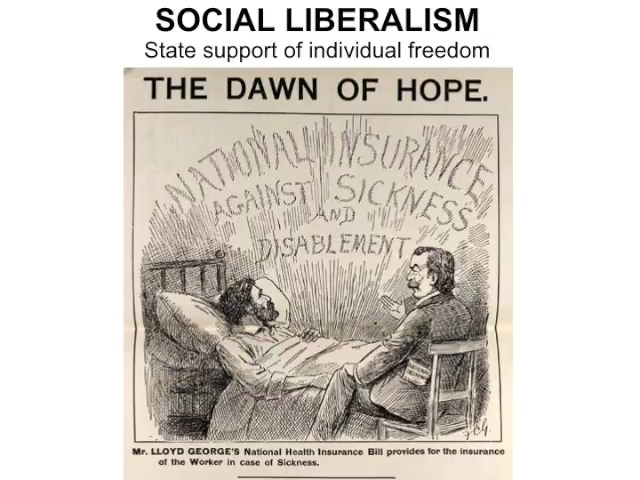 SOCIAL LIBERALISM
State support of individual freedom
THE DAWN OF HOPE.
NATIONAL INSURANCE
AGAINST SICKNESS
AND
DISABLEMENT
Mr. LLOYD GEORGE'S National Health Insurance Bill provides for the insurance
of the Worker in case of Sickness.